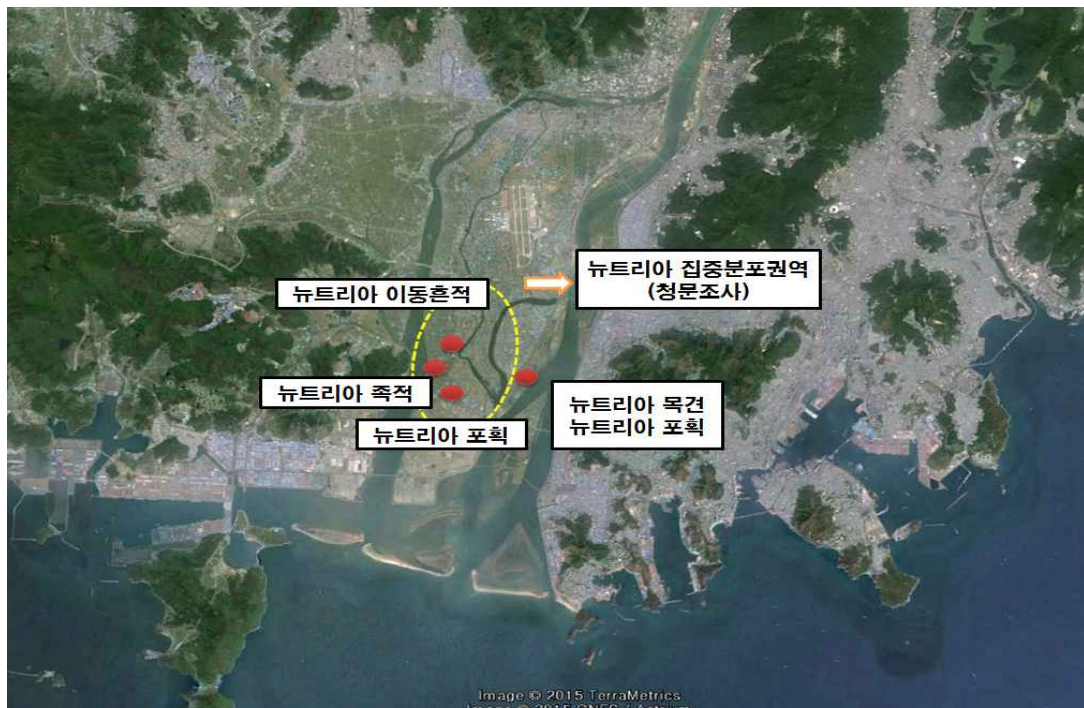 뉴트리아 집중분포권역
(청문조사)
뉴트리아 이동흔적
뉴트리아 족적
뉴트리아 포획
뉴트리아 목견
뉴트리아 포획
Image © 2015 TerraMetrics